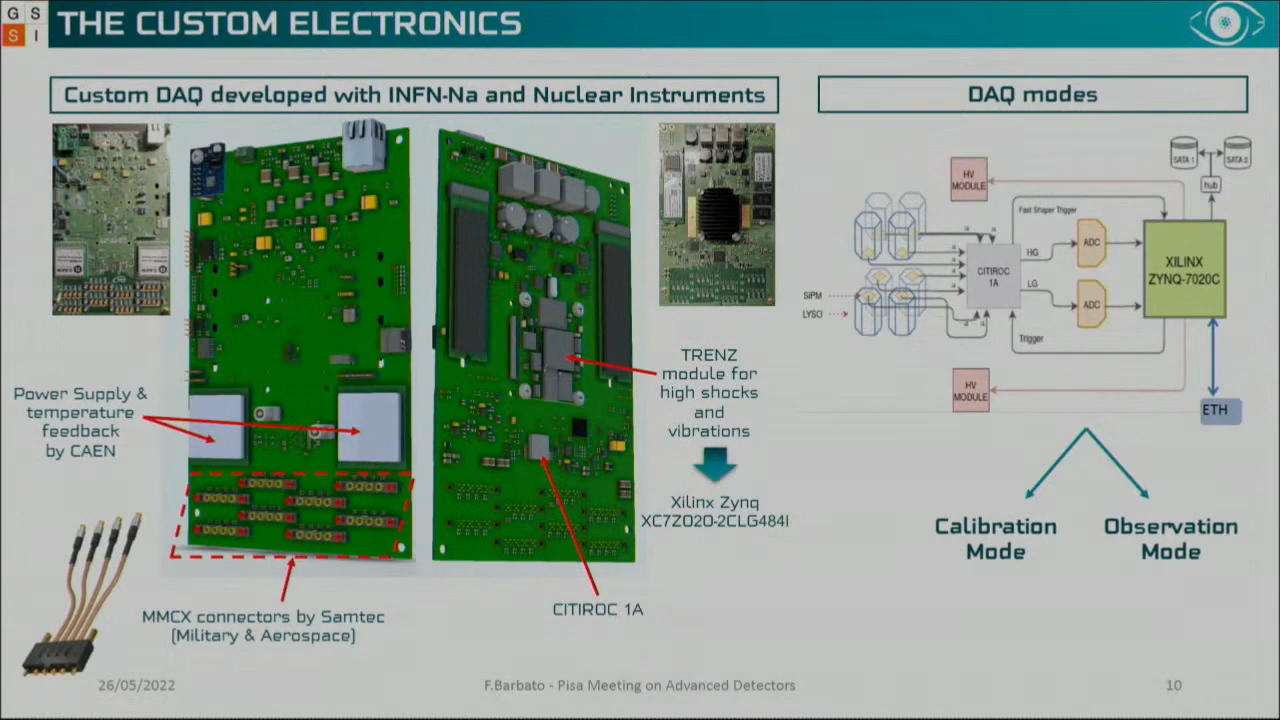 G S
S I
THE CUSTOM ELECTRONICS
Custom DAQ developed with INFN-Na and Nuclear Instruments
DAQ modes
Power Supply &
temperature
feedback
by CAEN
MMCX connectors by Samtec
(Military & Aerospace)
CITIROC 1A
TRENZ
module for
high shocks
and
vibrations
Xilinx Zynq
XC7Z020-2CLG484I
SATA 1
SATA 2
hub
HV
MODULE
Fast Shaper Trigger
HG
ADC
CITIROC
1A
XILINX
ZYNQ-7020C
LG
ADC
SiPM
LYSO
Trigger
HV
MODULE
ETH
Calibration
Mode
Observation
Mode
26/05/2022
F.Barbato - Pisa Meeting on Advanced Detectors
10